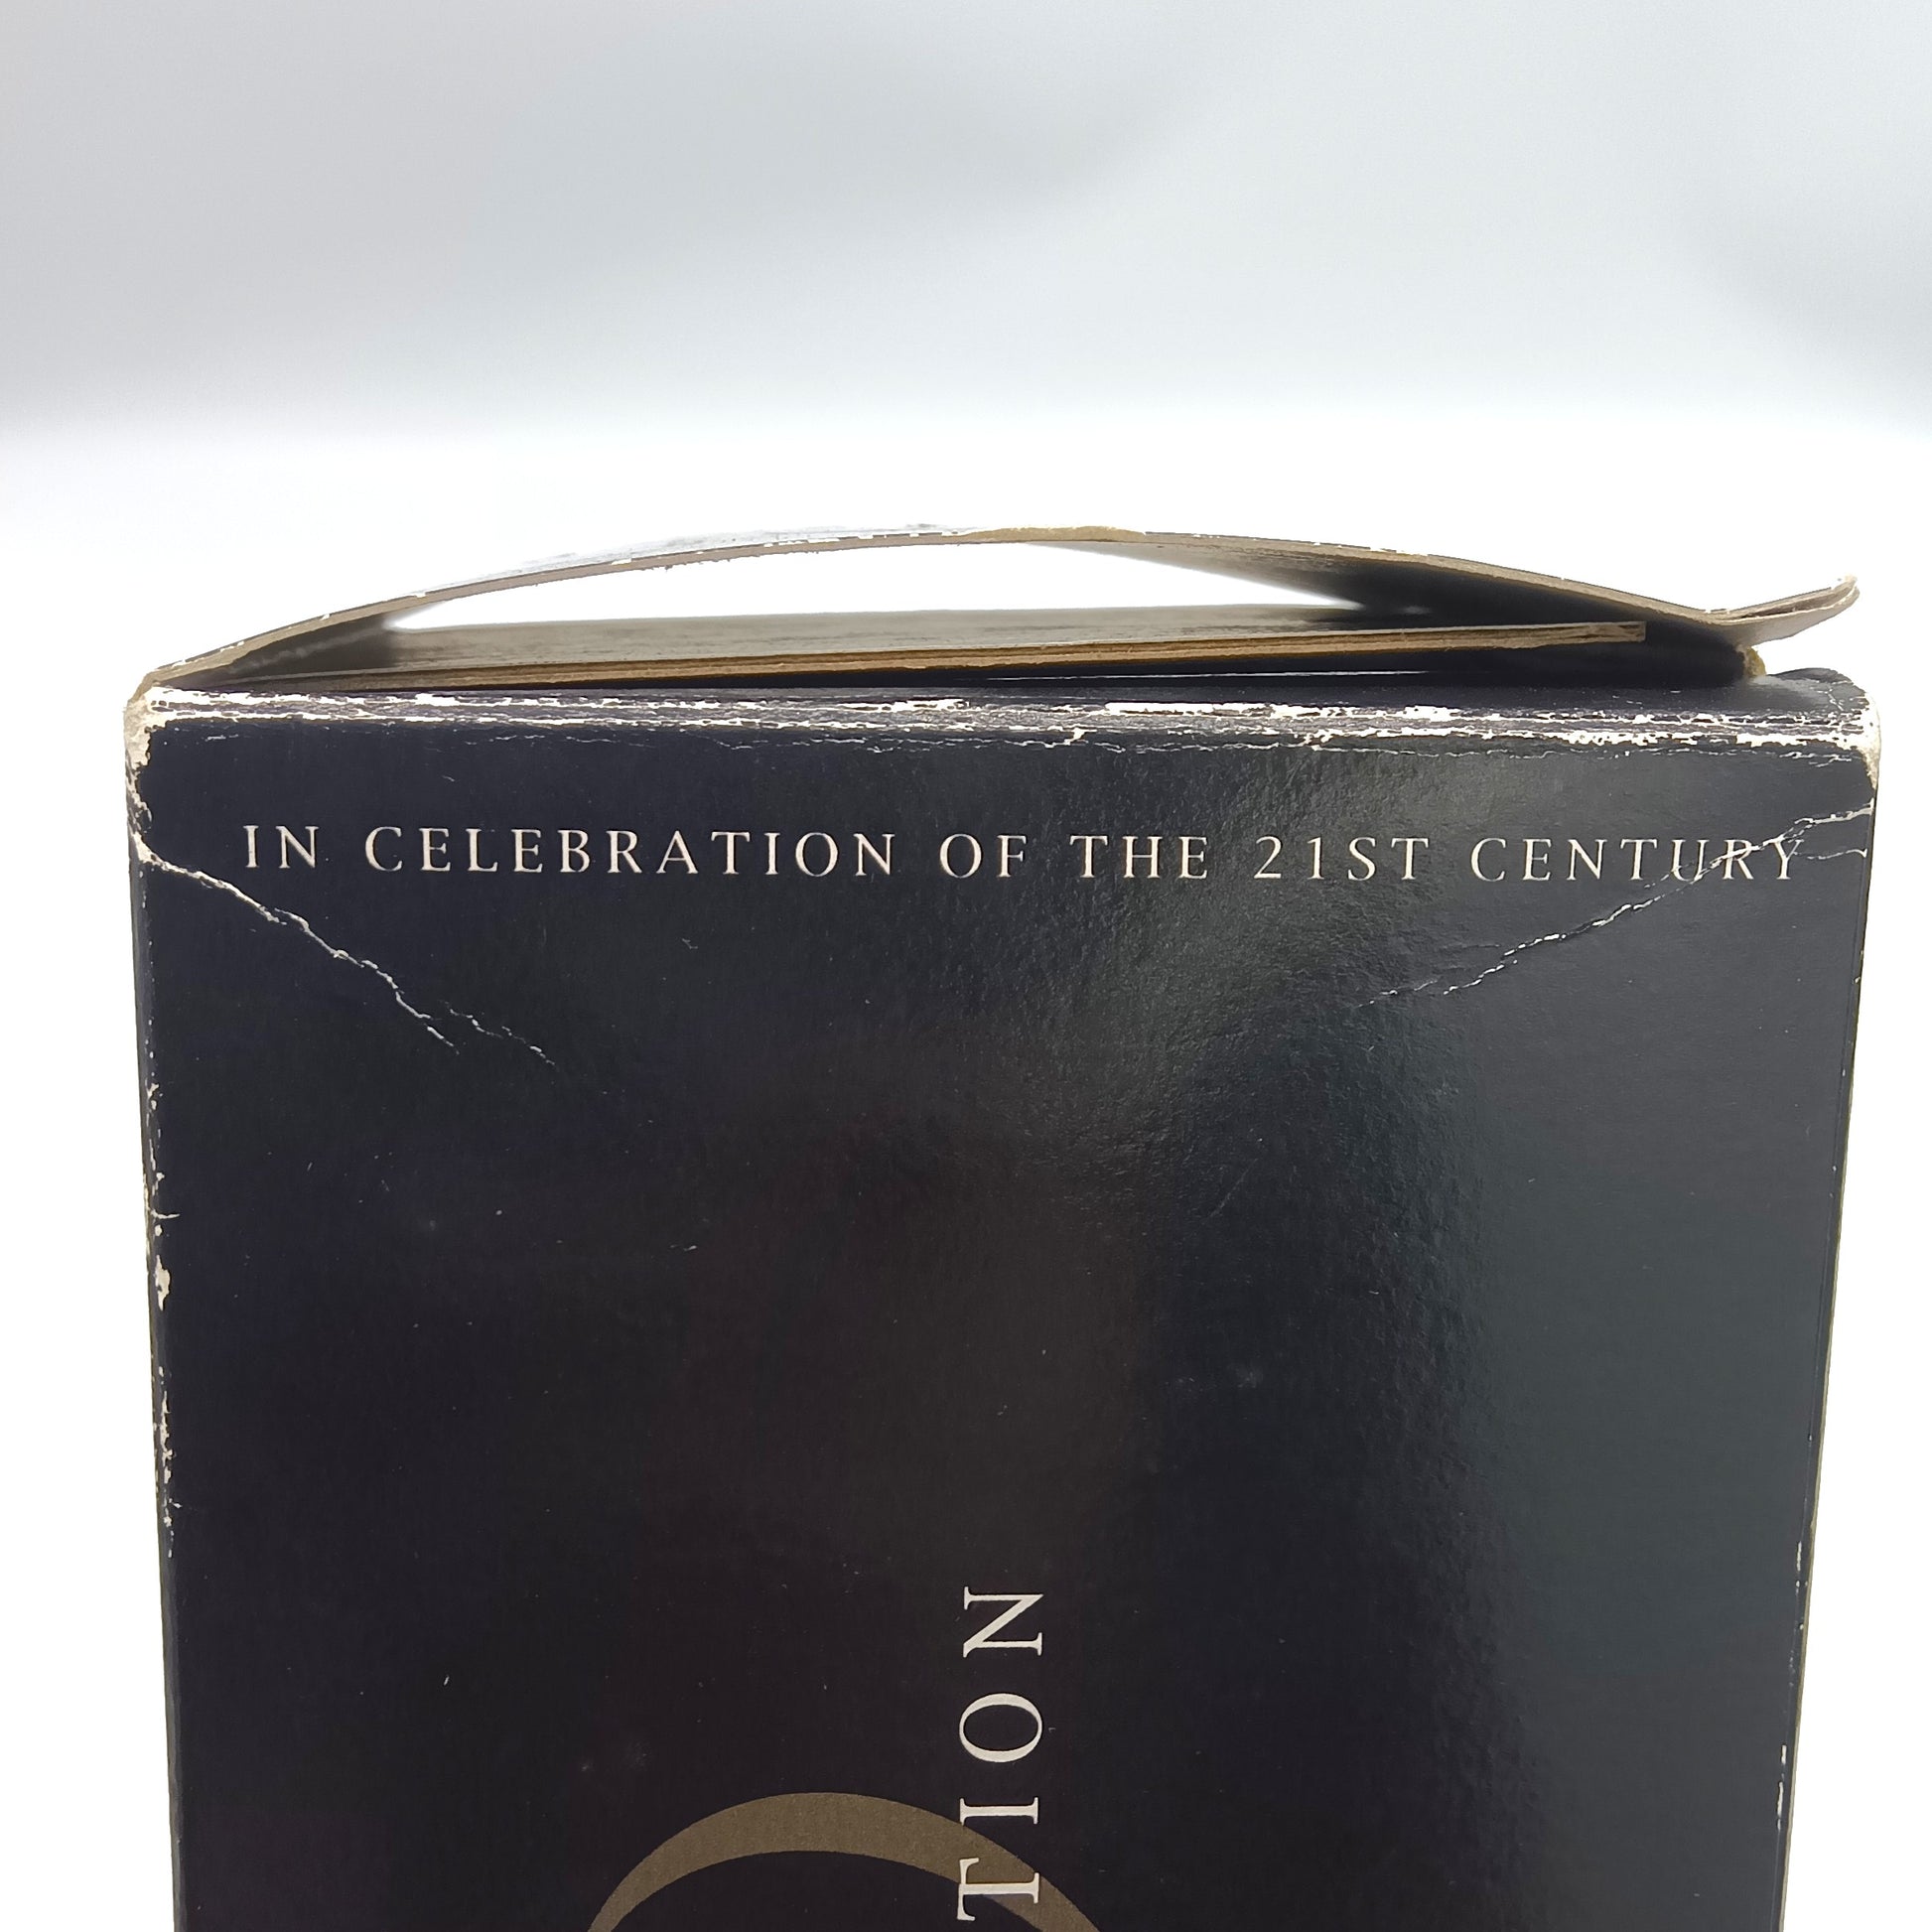 IN CELEBRATION OF THE 21ST CENTURY
TION